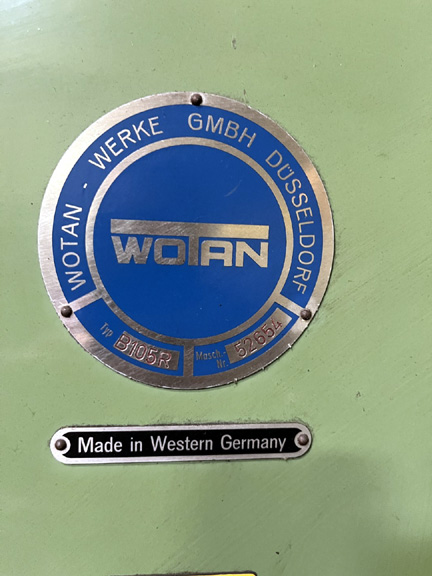 WOTAN - WERKE GMBH DÜSSELDORF
WOTAN
Typ B105R
Masch.-Nr. 52654
Made in Western Germany